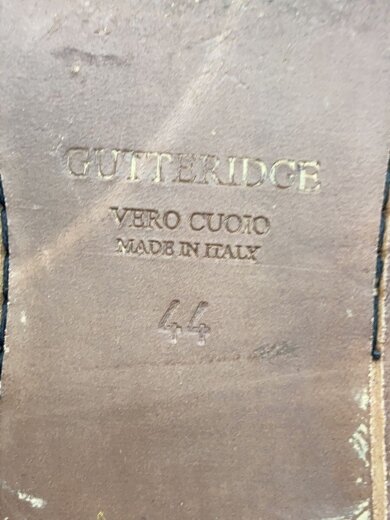 GUTTERIDGE
VERO CUOIO
MADE IN ITALY
44